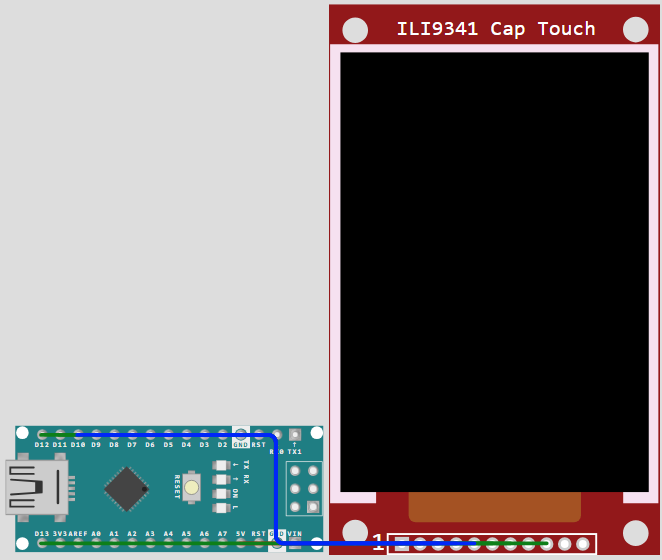 ILI9341 Cap Touch
D12 D11 D10 D9 D8 D7 D6 D5 D4 D3 D2 GND RST
TX1
TX RX
ON L
RESET
D13 3V3 AREF A0 A1 A2 A3 A4 A5 A6 A7 5V RST
VIN
1